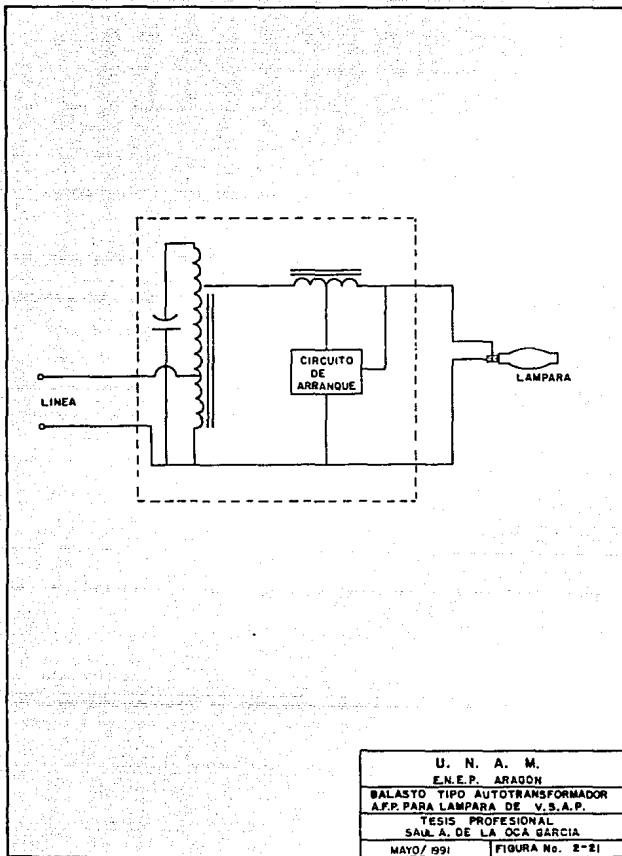 LINEA
CIRCUITO
DE
ARRANQUE
LAMPARA
U. N. A. M.
E.N.E.P. ARAGON
BALASTO TIPO AUTOTRANSFORMADOR
A.F.P. PARA LAMPARA DE V.S.A.P.
TESIS PROFESIONAL
SAUL A. DE LA OCA GARCIA
MAYO/ 1991 FIGURA No. 2-21